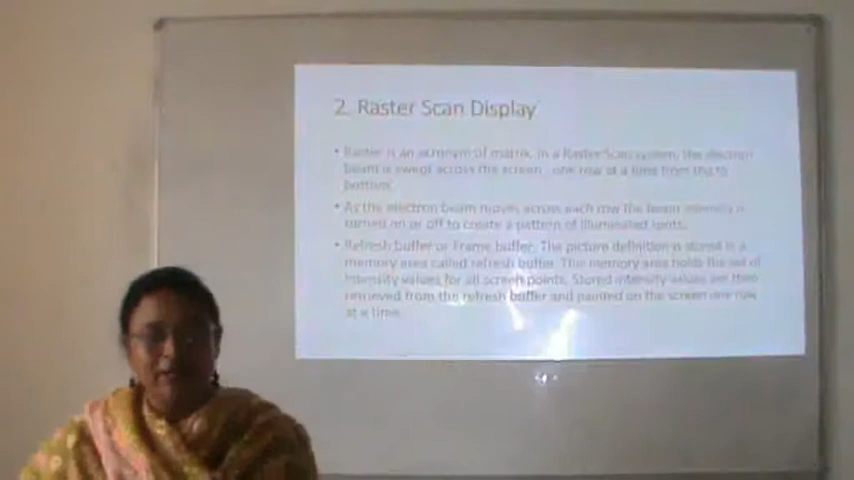 2. Raster Scan Display
• Raster is an acronym of matrix. In a Raster Scan system, the electron
beam is swept across the screen, one row at a time from top to
bottom.
• As the electron beam moves across each row the beam intensity is
turned on or off to create a pattern of illuminated spots.
• Refresh buffer or Frame buffer: The picture definition is stored in a
memory area called refresh buffer. This memory area holds the set of
intensity values for all screen points. Stored intensity values are then
retrieved from the refresh buffer and painted on the screen one row
at a time.